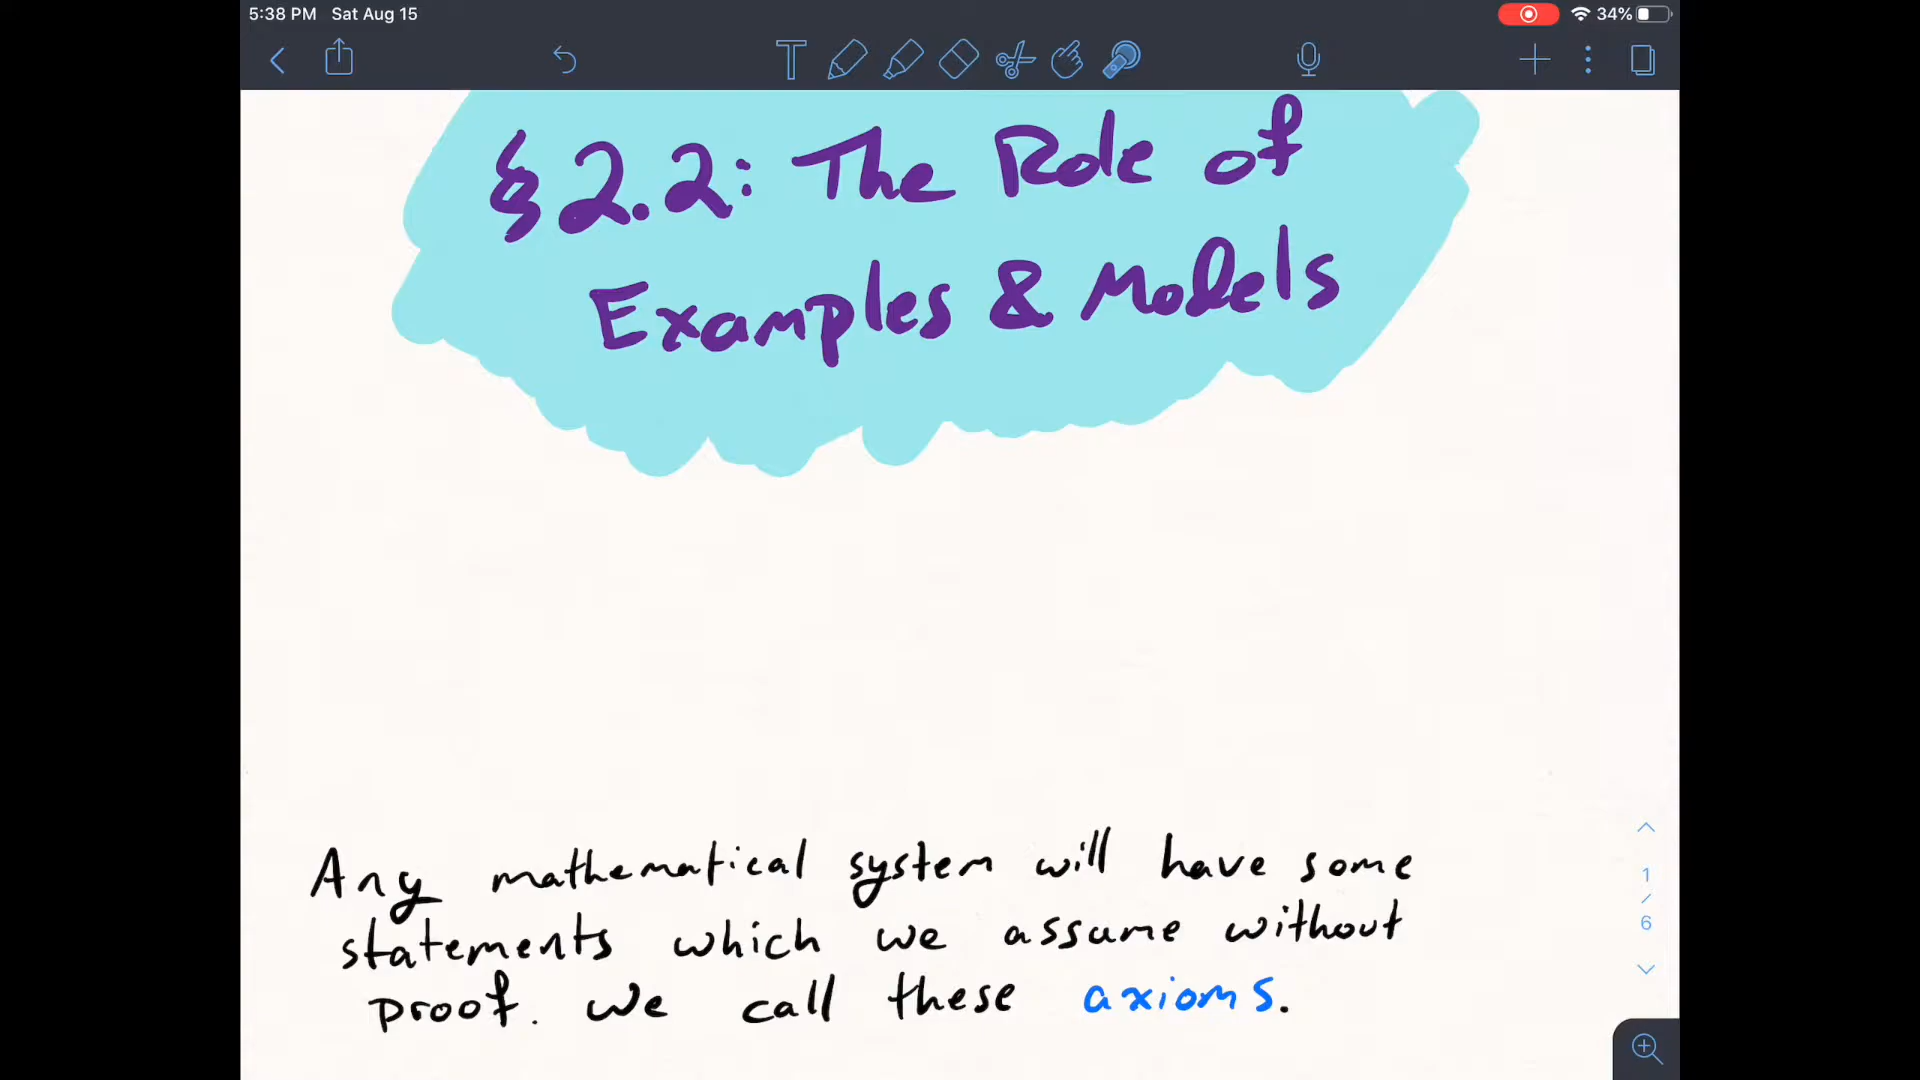 5:38 PM Sat Aug 15
34%
T
§2.2: The Role of
Examples & Models
Any mathematical system will have some
statements which we assume without
proof. We call these axioms.
1
/
6